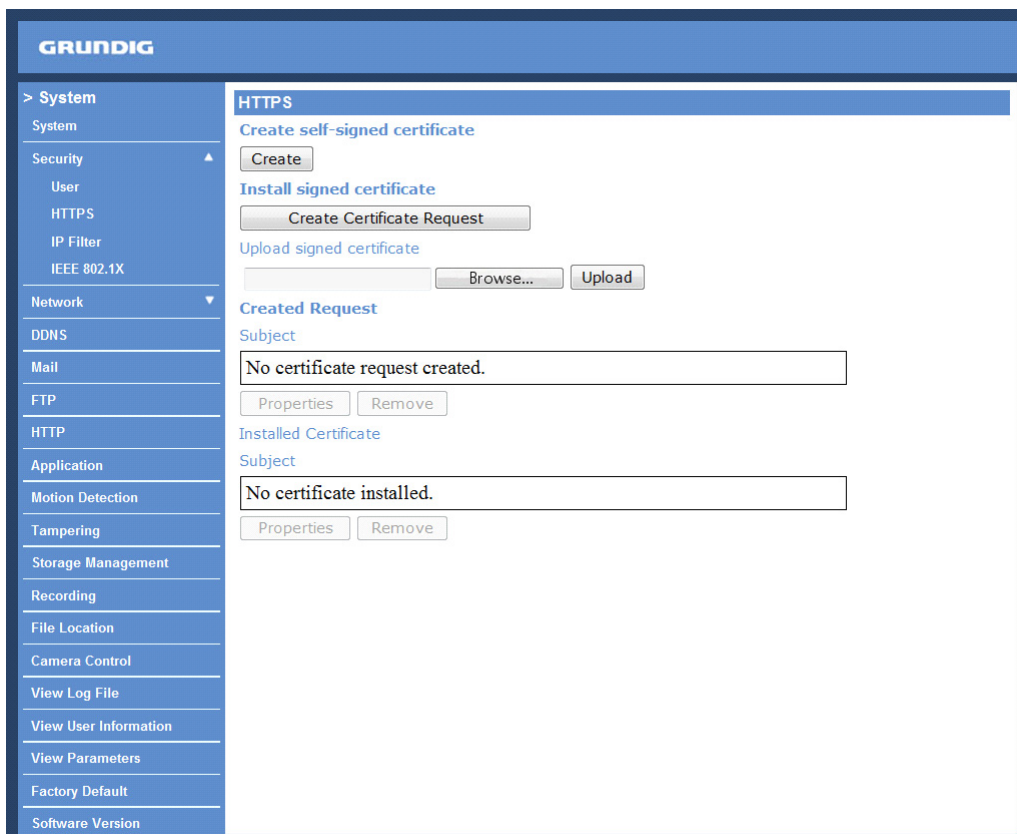 GRUNDIG
> System
System
Security
User
HTTPS
IP Filter
IEEE 802.1X
Network
DDNS
Mail
FTP
HTTP
Application
Motion Detection
Tampering
Storage Management
Recording
File Location
Camera Control
View Log File
View User Information
View Parameters
Factory Default
Software Version
HTTPS
Create self-signed certificate
Create
Install signed certificate
Create Certificate Request
Upload signed certificate
Browse... Upload
Created Request
Subject
No certificate request created.
Properties Remove
Installed Certificate
Subject
No certificate installed.
Properties Remove